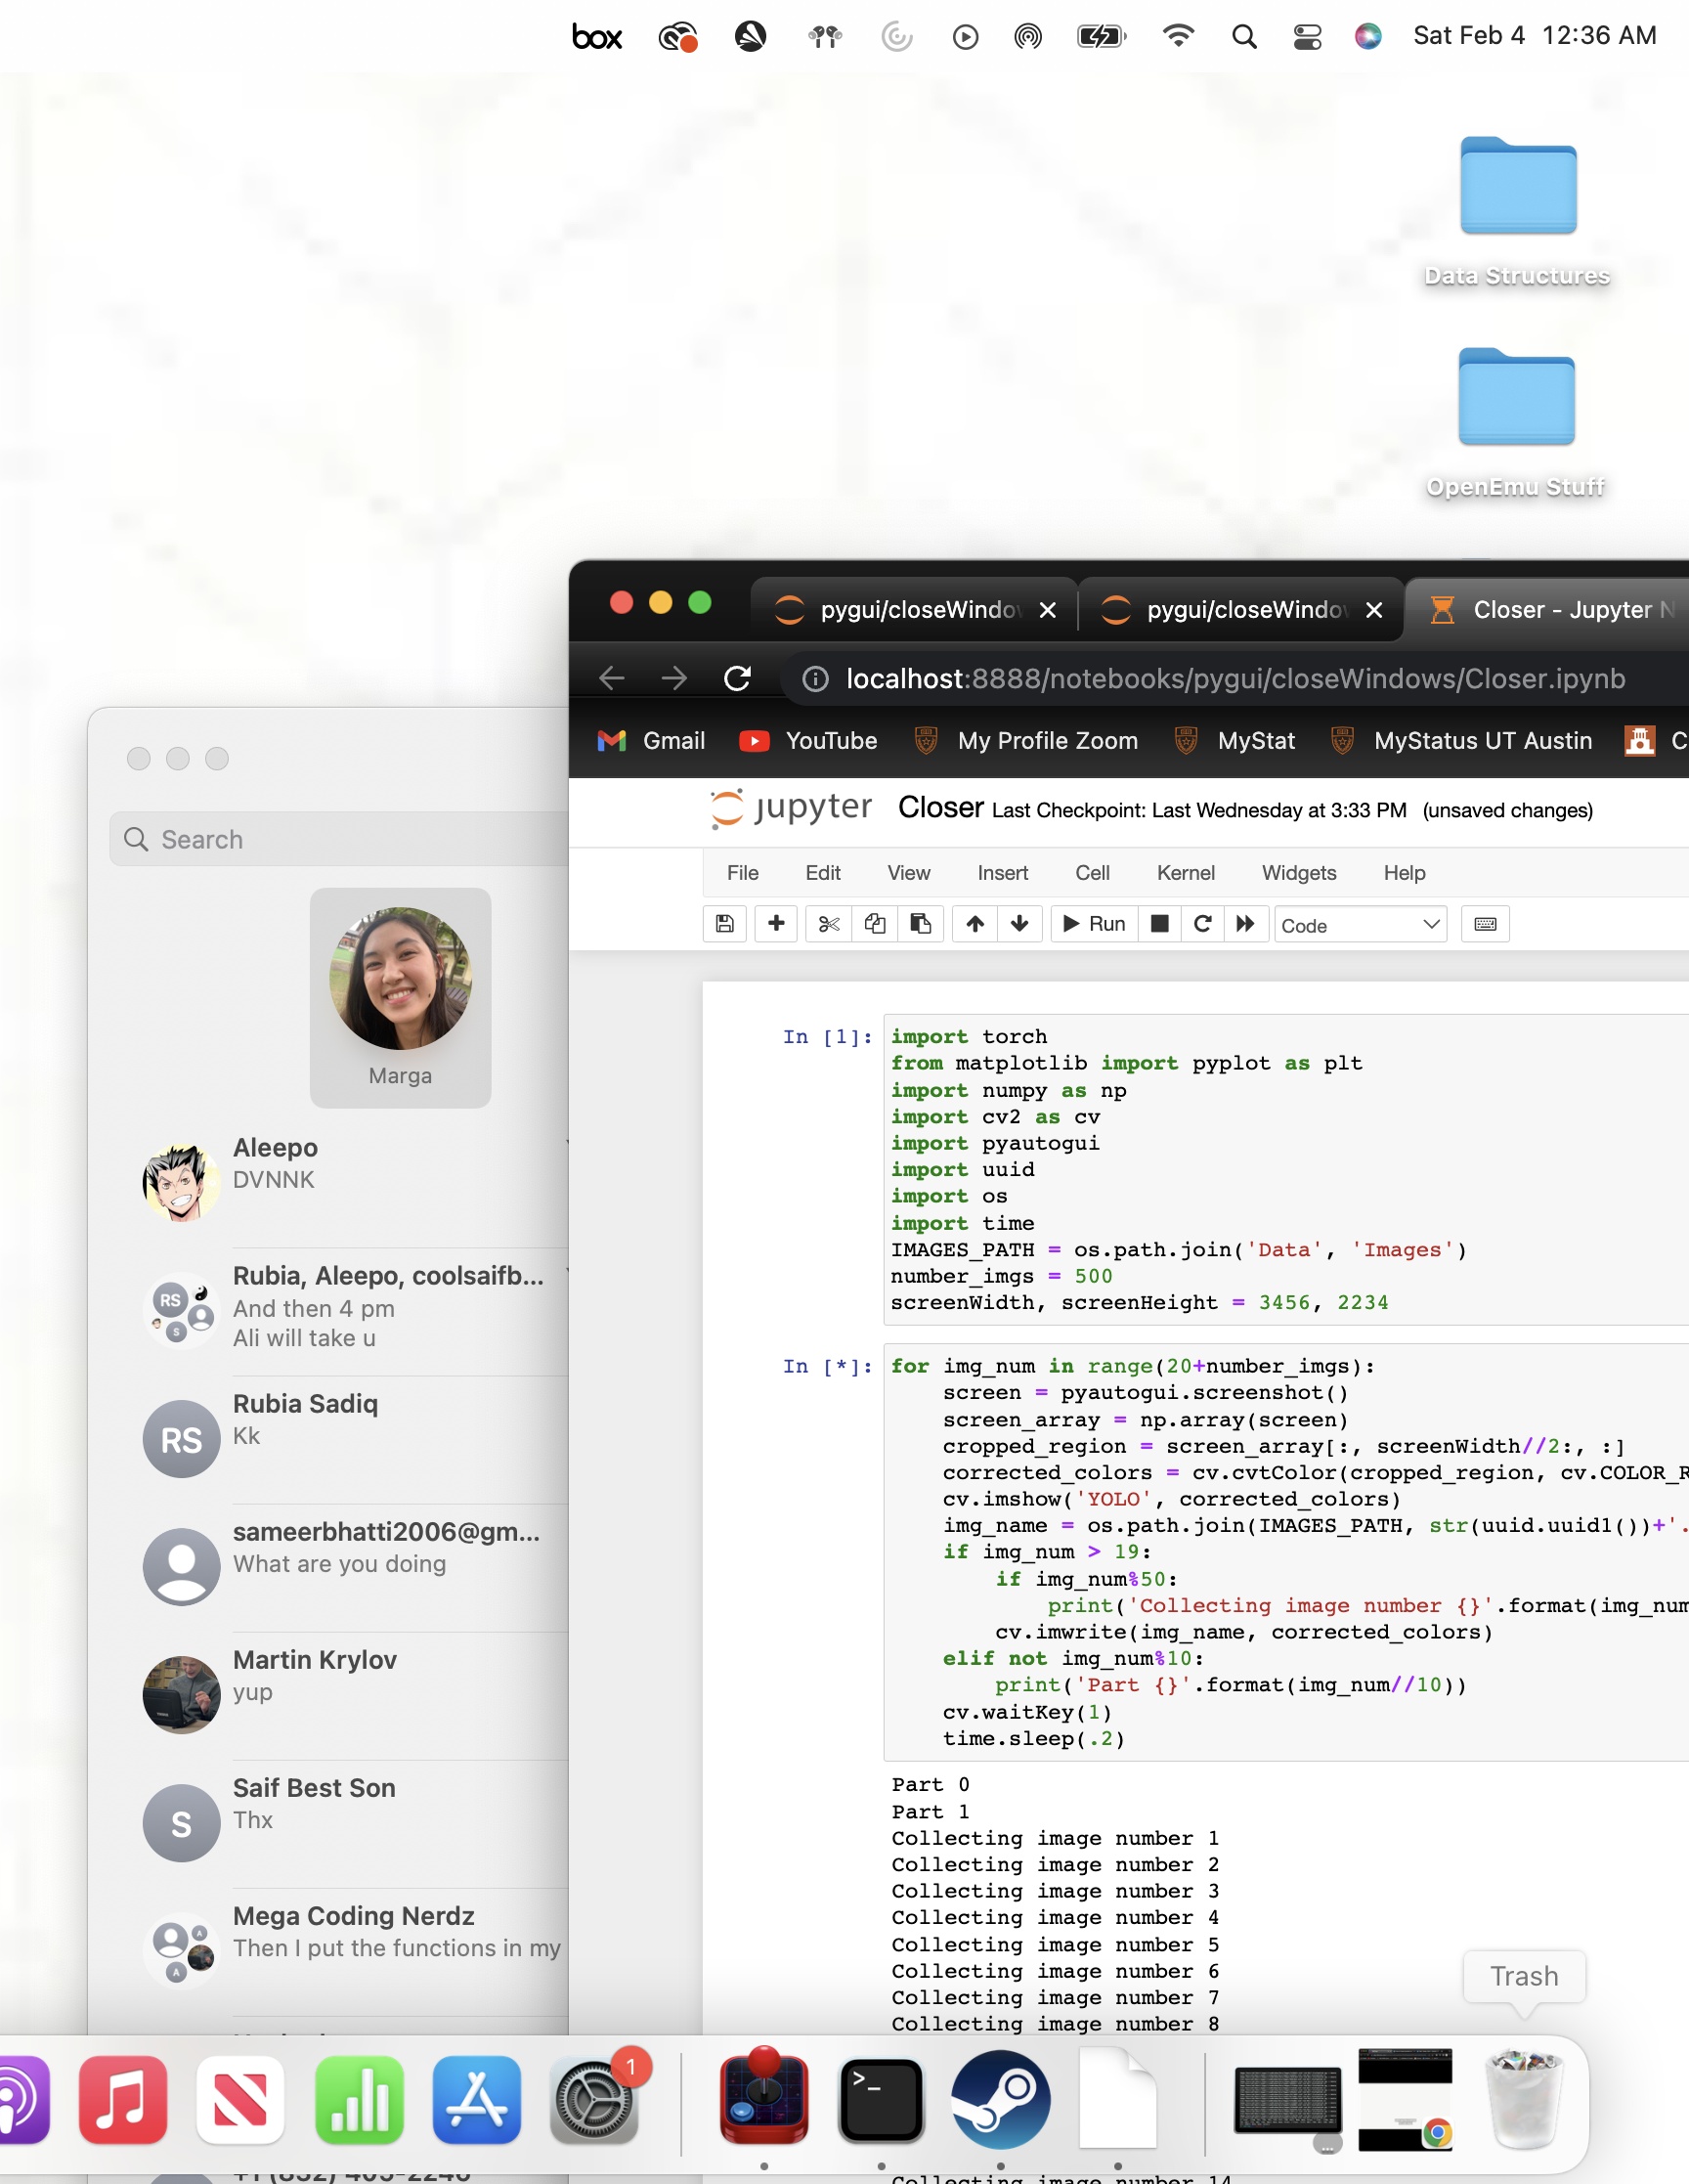 box
Sat Feb 4 12:36 AM
Data Structures
OpenEmu Stuff
pygui/closeWindo
pygui/closeWindo
Closer - Jupyter N
localhost:8888/notebooks/pygui/closeWindows/Closer.ipynb
Gmail
YouTube
My Profile Zoom
MyStat
MyStatus UT Austin
C
jupyter Closer Last Checkpoint: Last Wednesday at 3:33 PM (unsaved changes)
File Edit View Insert Cell Kernel Widgets Help
Run
Code
Search
Marga
Aleepo
DVNNK
RS
S
Rubia, Aleepo, coolsaifb...
And then 4 pm
Ali will take u
RS
Rubia Sadiq
Kk
sameerbhatti2006@gm...
What are you doing
Martin Krylov
yup
S
Saif Best Son
Thx
A
A
Mega Coding Nerdz
Then I put the functions in my
In [1]:
import torch
from matplotlib import pyplot as plt
import numpy as np
import cv2 as cv
import pyautogui
import uuid
import os
import time
IMAGES_PATH = os.path.join('Data', 'Images')
number_imgs = 500
screenWidth, screenHeight = 3456, 2234
In [*]:
for img_num in range(20+number_imgs):
    screen = pyautogui.screenshot()
    screen_array = np.array(screen)
    cropped_region = screen_array[:, screenWidth//2:, :]
    corrected_colors = cv.cvtColor(cropped_region, cv.COLOR_R
    cv.imshow('YOLO', corrected_colors)
    img_name = os.path.join(IMAGES_PATH, str(uuid.uuid1())+'.
    if img_num > 19:
        if img_num%50:
            print('Collecting image number {}'.format(img_num
        cv.imwrite(img_name, corrected_colors)
    elif not img_num%10:
        print('Part {}'.format(img_num//10))
    cv.waitKey(1)
    time.sleep(.2)
Part 0
Part 1
Collecting image number 1
Collecting image number 2
Collecting image number 3
Collecting image number 4
Collecting image number 5
Collecting image number 6
Collecting image number 7
Collecting image number 8
Trash
1
>_
Collecting image number 14